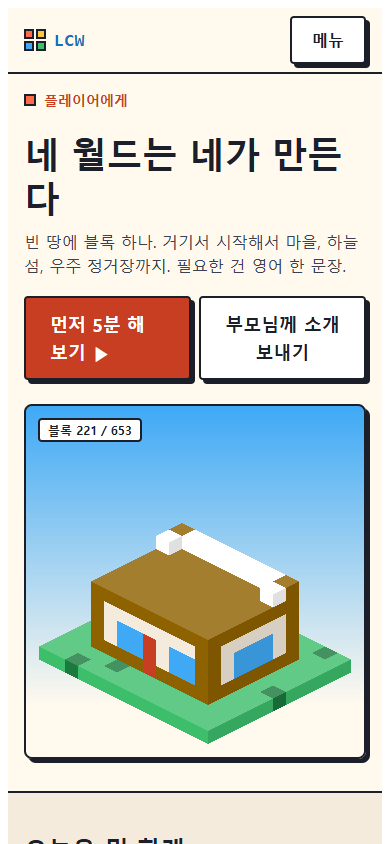 LCW
메뉴
플레이어에게
네 월드는 네가 만든
다
빈 땅에 블록 하나. 거기서 시작해서 마을, 하늘
섬, 우주 정거장까지. 필요한 건 영어 한 문장.
먼저 5분 해
보기 ▶
부모님께 소개
보내기
블록 221 / 653